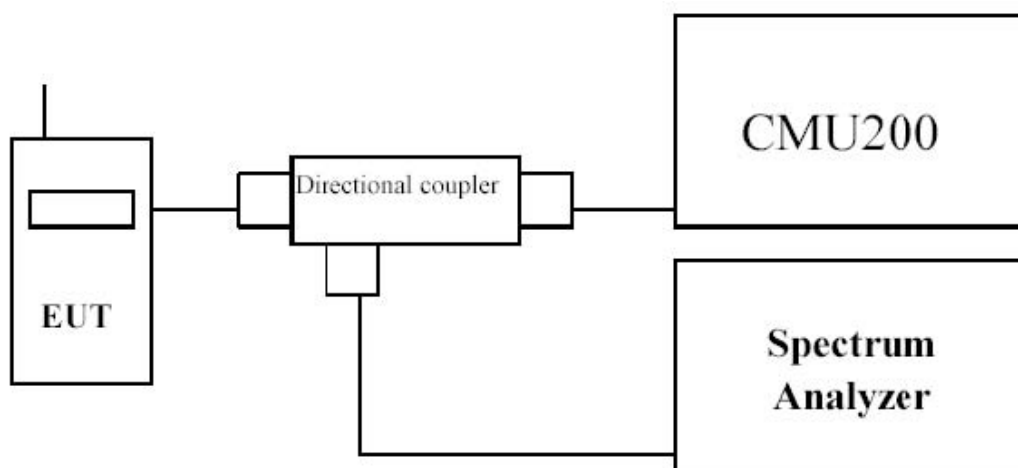 CMU200
Directional coupler
EUT
Spectrum
Analyzer